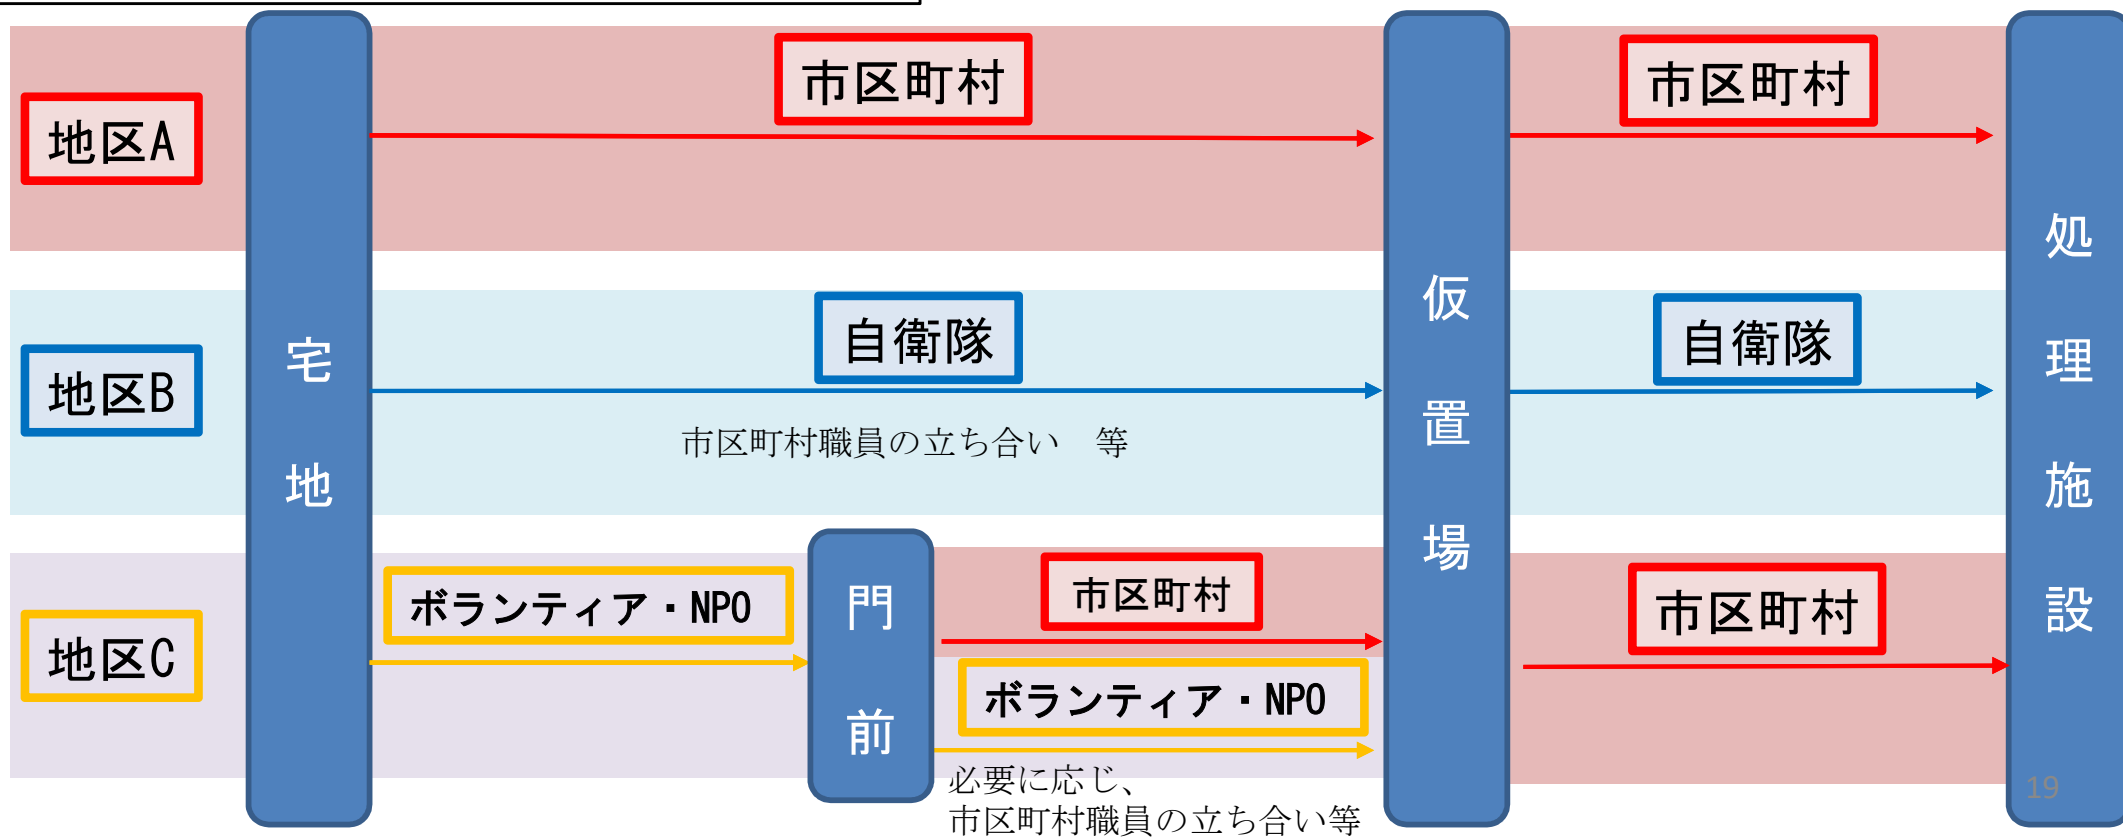 地区A
市区町村
市区町村
地区B
自衛隊
自衛隊
市区町村職員の立ち合い　等
地区C
ボランティア・NPO
市区町村
ボランティア・NPO
必要に応じ、
市区町村職員の立ち合い等
市区町村
宅地
門前
仮置場
処理施設
19